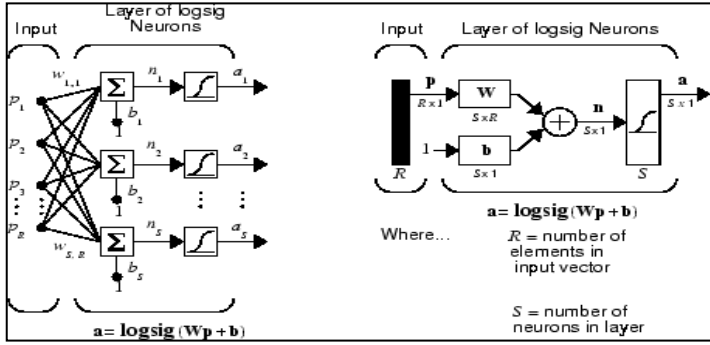 Input
Layer of logsig
Neurons
w1,1
n1
a1
p1
Σ
b1
1
p2
n2
a2
Σ
p3
b2
1
pR
nS
aS
Σ
wS, R
bS
1
a= logsig (Wp + b)
Input
Layer of logsig Neurons
p
R x 1
W
S x R
a
S x 1
n
S x 1
1
b
S x 1
R
S
a= logsig (Wp + b)
Where...
R = number of
elements in
input vector
S = number of
neurons in layer